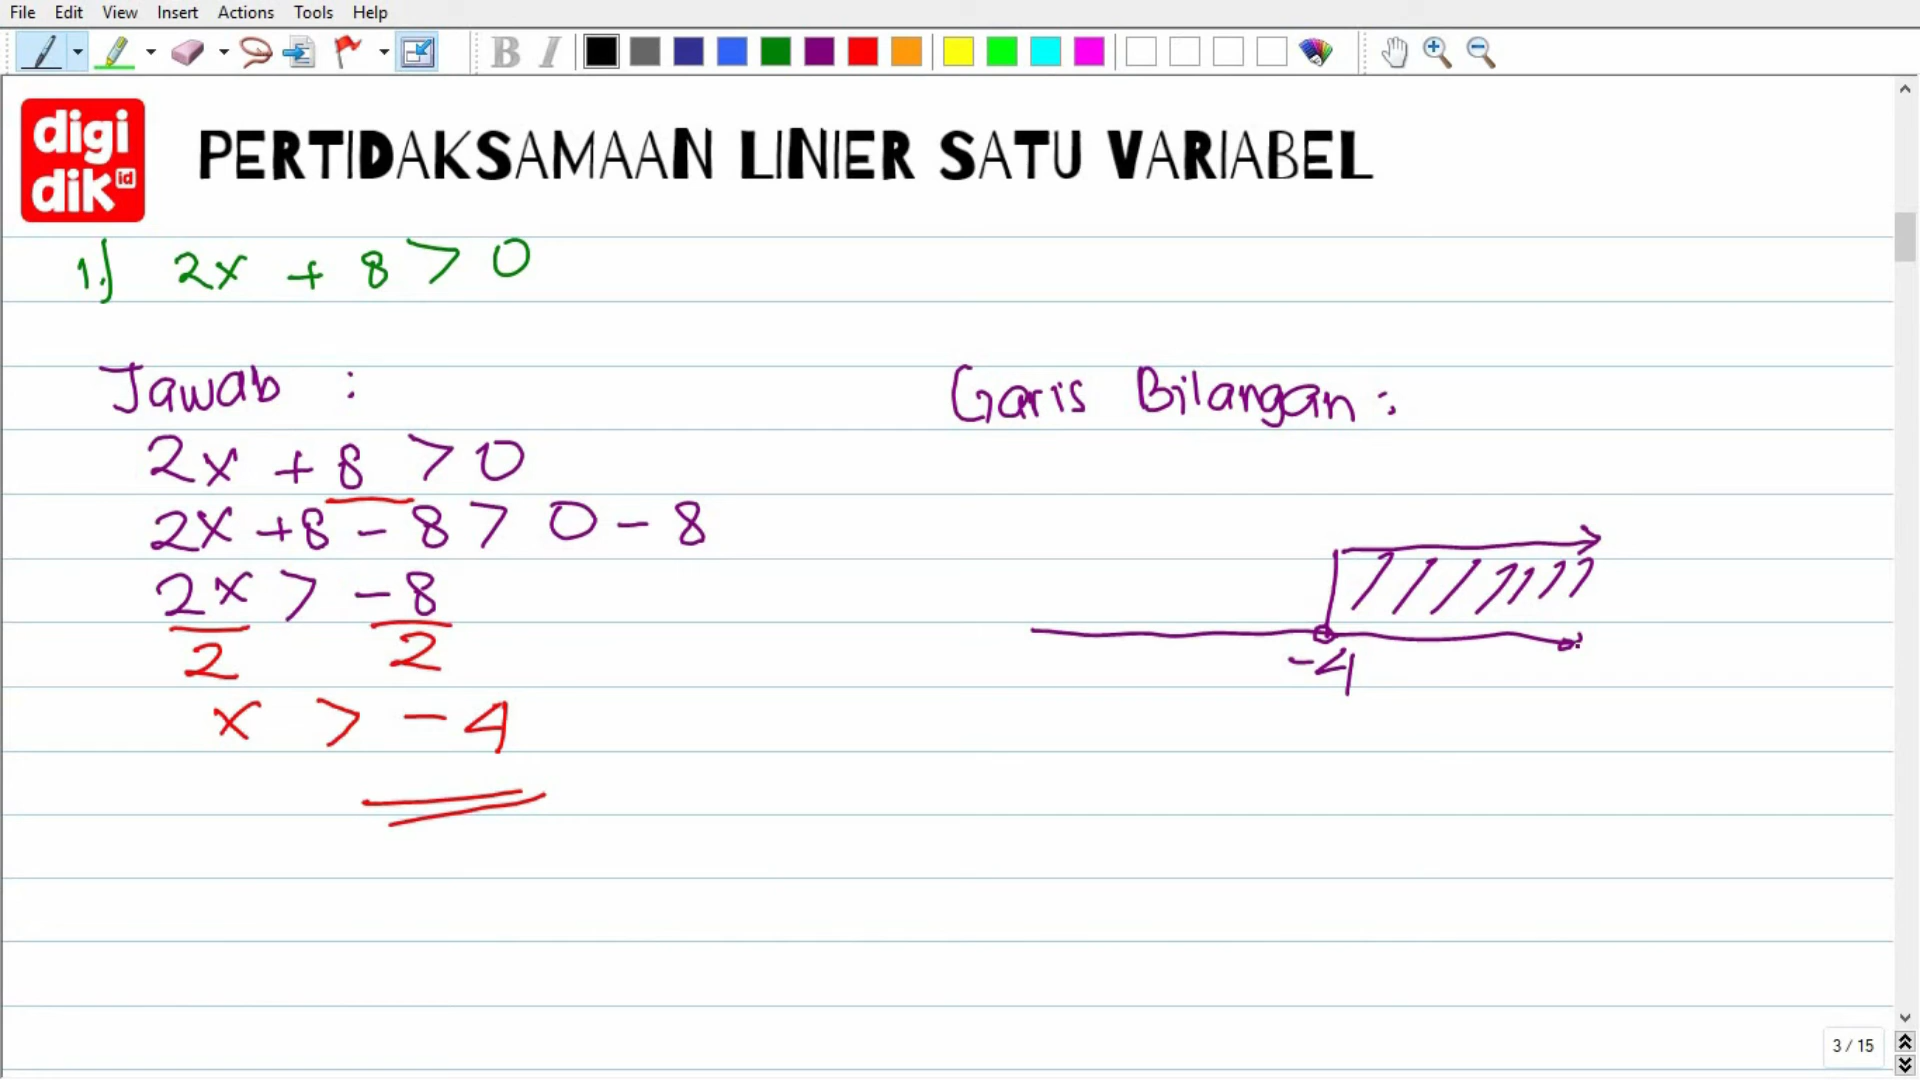 File Edit View Insert Actions Tools Help
B I
digi
dik id
PERTIDAKSAMAAN LINIER SATU VARIABEL
1.) 2x + 8 > 0
Jawab :
2x + 8 > 0
2x + 8 - 8 > 0 - 8
2x > -8
2 2
x > -4
Garis Bilangan :
-4
3 / 15